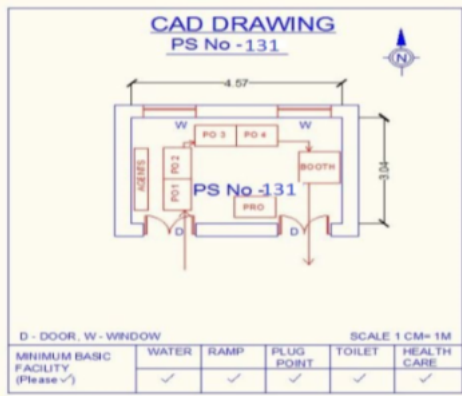 CAD DRAWING
PS No -131
N
4.57
W W
PO 3 PO 4
AGENTS
PO 2
PO1
BOOTH
3.04
PS No -131
PRO
D D
D - DOOR, W - WINDOW SCALE 1 CM= 1M
MINIMUM BASIC FACILITY (Please ✓) WATER RAMP PLUG POINT TOILET HEALTH CARE
✓ ✓ ✓ ✓ ✓